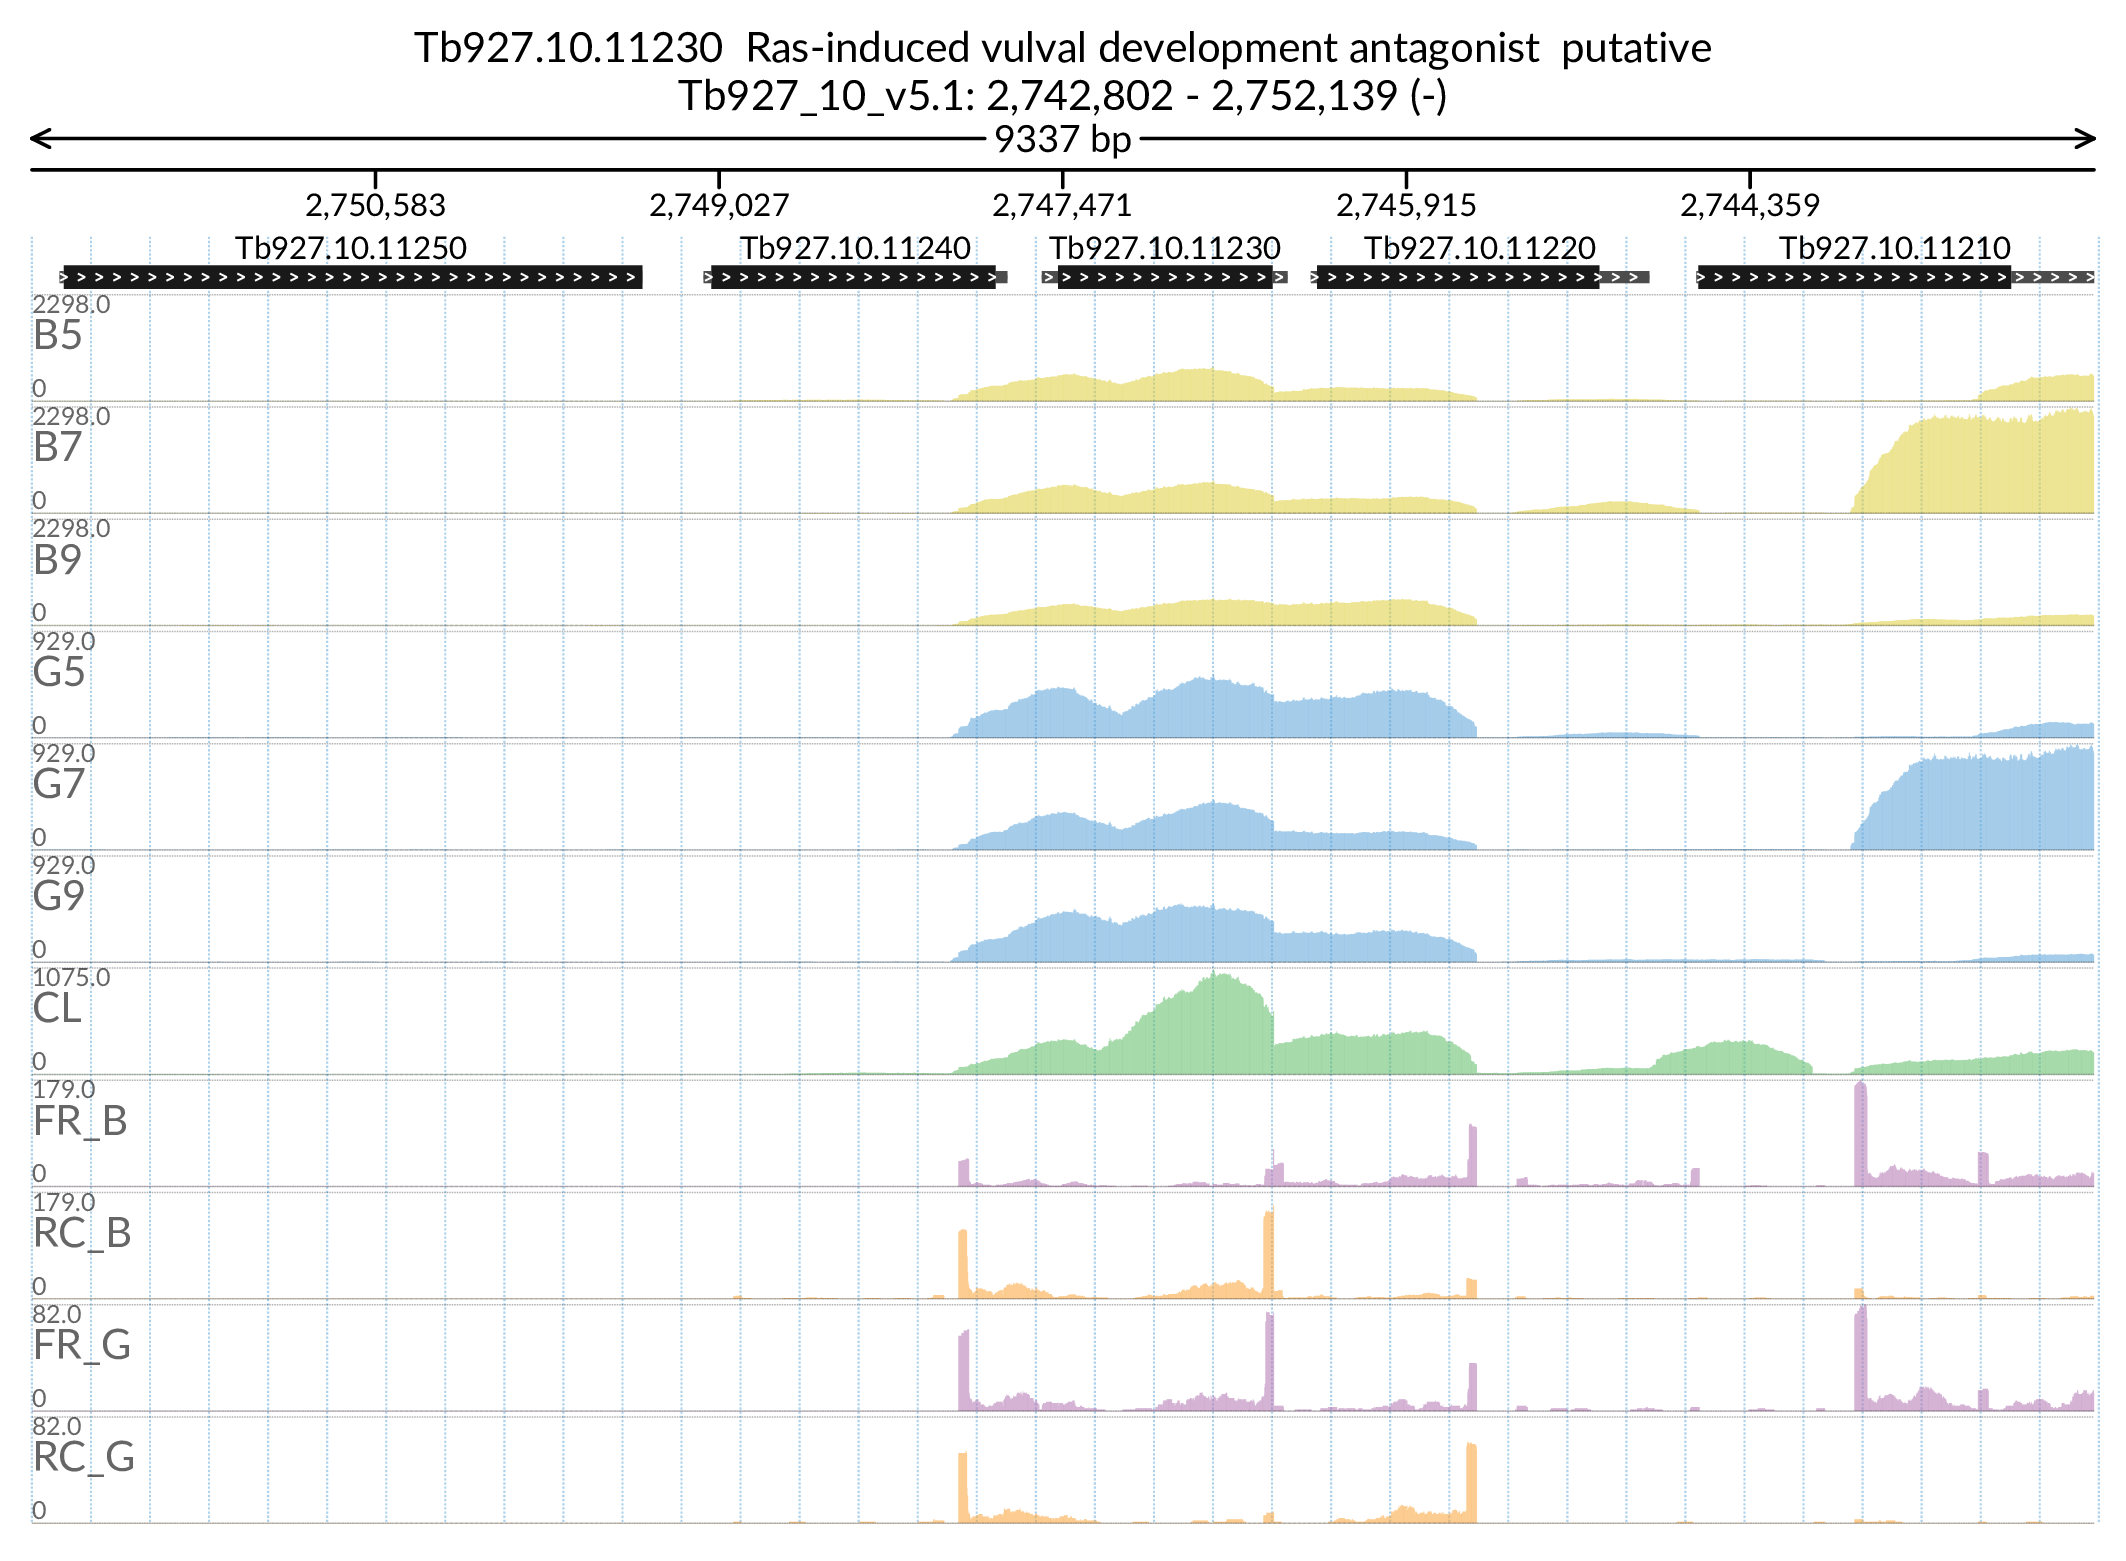 Tb927.10.11230  Ras-induced vulval development antagonist  putative
Tb927_10_v5.1: 2,742,802 - 2,752,139 (-)
9337 bp
2,750,583 2,749,027 2,747,471 2,745,915 2,744,359
Tb927.10.11250 Tb927.10.11240 Tb927.10.11230 Tb927.10.11220 Tb927.10.11210
2298.0
B5
0
2298.0
B7
0
2298.0
B9
0
929.0
G5
0
929.0
G7
0
929.0
G9
0
1075.0
CL
0
179.0
FR_B
0
179.0
RC_B
0
82.0
FR_G
0
82.0
RC_G
0